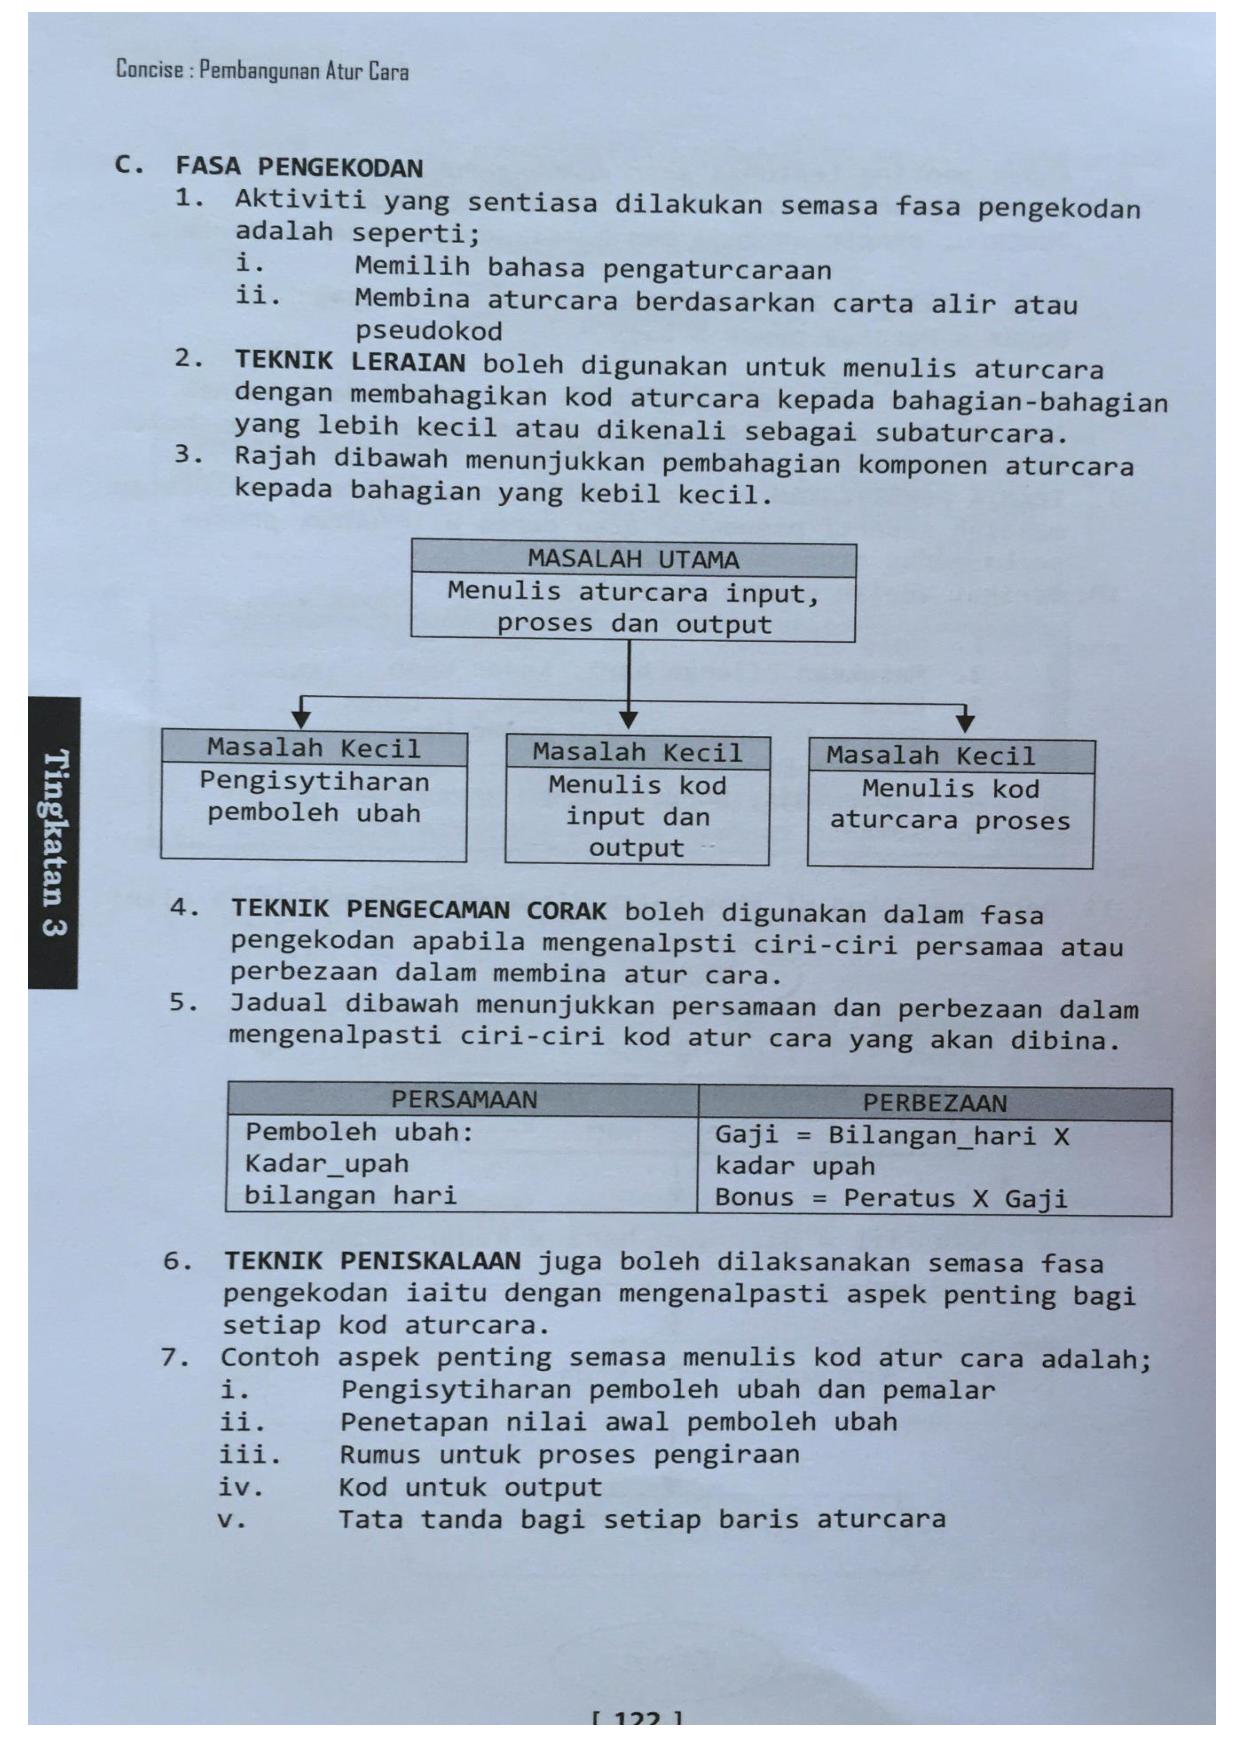 Concise : Pembangunan Atur Cara
C. FASA PENGEKODAN
1. Aktiviti yang sentiasa dilakukan semasa fasa pengekodan
adalah seperti;
i. Memilih bahasa pengaturcaraan
ii. Membina aturcara berdasarkan carta alir atau
pseudokod
2. TEKNIK LERAIAN boleh digunakan untuk menulis aturcara
dengan membahagikan kod aturcara kepada bahagian-bahagian
yang lebih kecil atau dikenali sebagai subaturcara.
3. Rajah dibawah menunjukkan pembahagian komponen aturcara
kepada bahagian yang kebil kecil.
MASALAH UTAMA
Menulis aturcara input,
proses dan output
Masalah Kecil
Pengisytiharan
pemboleh ubah
Masalah Kecil
Menulis kod
input dan
output
Masalah Kecil
Menulis kod
aturcara proses
Tingkatan 3
4. TEKNIK PENGECAMAN CORAK boleh digunakan dalam fasa
pengekodan apabila mengenalpsti ciri-ciri persamaa atau
perbezaan dalam membina atur cara.
5. Jadual dibawah menunjukkan persamaan dan perbezaan dalam
mengenalpasti ciri-ciri kod atur cara yang akan dibina.
PERSAMAAN
Pemboleh ubah:
Kadar_upah
bilangan hari
PERBEZAAN
Gaji = Bilangan_hari X
kadar upah
Bonus = Peratus X Gaji
6. TEKNIK PENISKALAAN juga boleh dilaksanakan semasa fasa
pengekodan iaitu dengan mengenalpasti aspek penting bagi
setiap kod aturcara.
7. Contoh aspek penting semasa menulis kod atur cara adalah;
i. Pengisytiharan pemboleh ubah dan pemalar
ii. Penetapan nilai awal pemboleh ubah
iii. Rumus untuk proses pengiraan
iv. Kod untuk output
v. Tata tanda bagi setiap baris aturcara
[ 122 ]